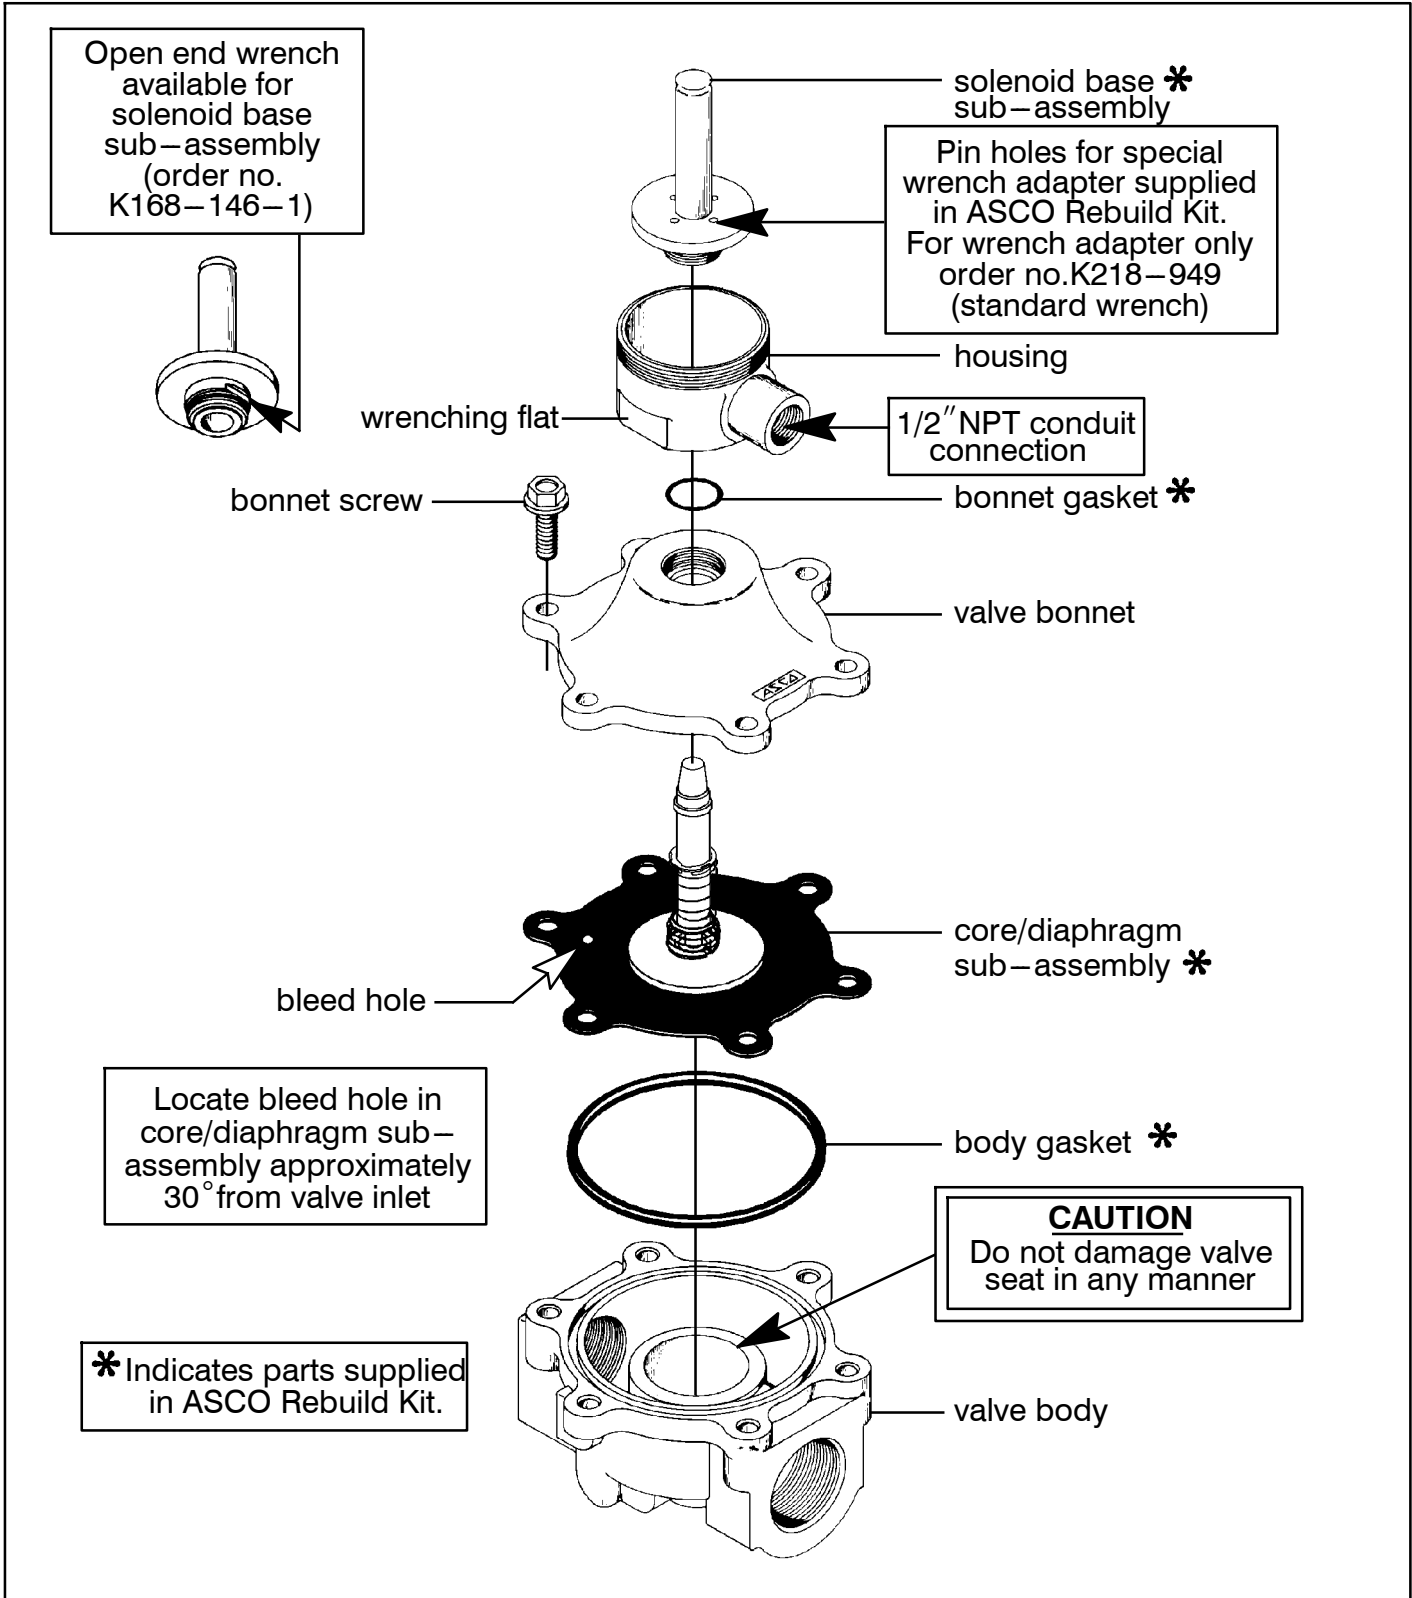 Open end wrench
available for
solenoid base
sub−assembly
(order no.
K168−146−1)
solenoid base *
sub−assembly
Pin holes for special
wrench adapter supplied
in ASCO Rebuild Kit.
For wrench adapter only
order no.K218−949
(standard wrench)
housing
wrenching flat
1/2″ NPT conduit
connection
bonnet screw
bonnet gasket *
valve bonnet
ASCO
core/diaphragm
sub−assembly *
bleed hole
Locate bleed hole in
core/diaphragm sub−
assembly approximately
30°from valve inlet
body gasket *
CAUTION
Do not damage valve
seat in any manner
* Indicates parts supplied
in ASCO Rebuild Kit.
valve body